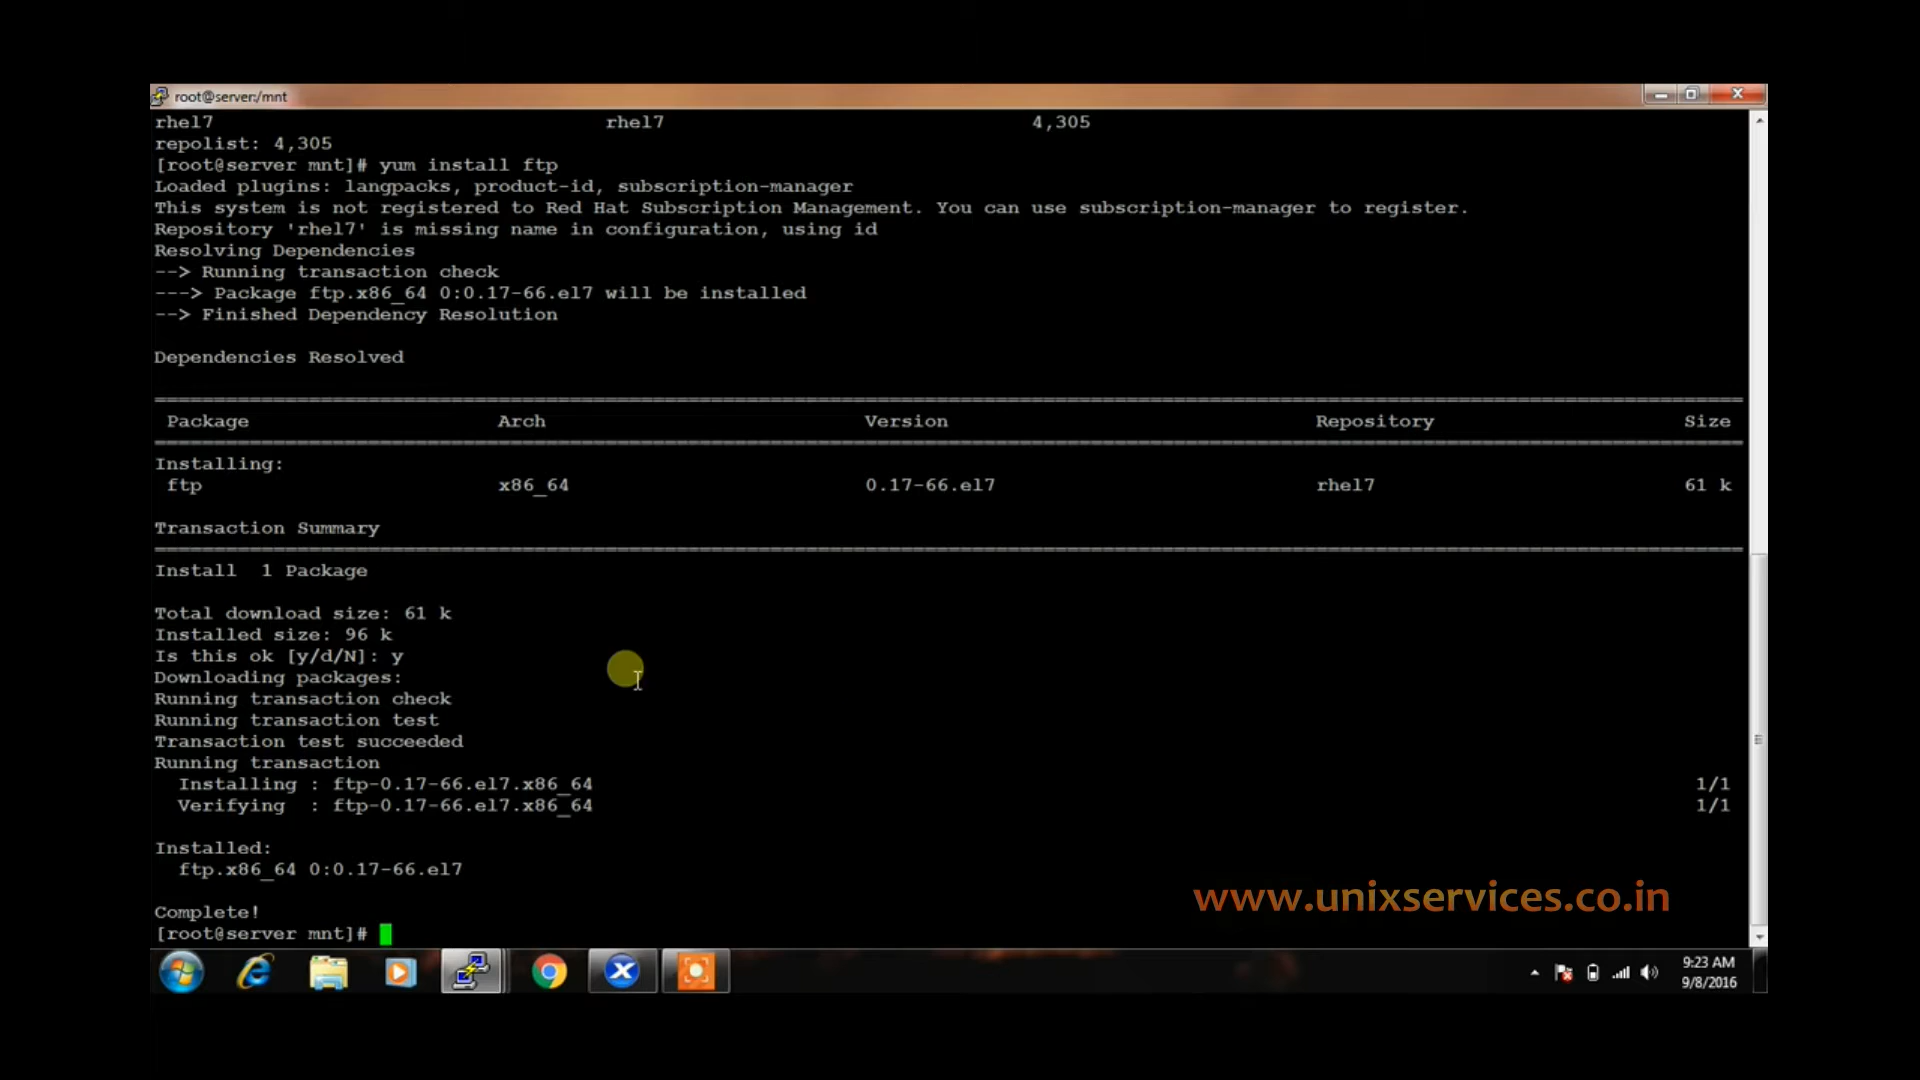 root@server:/mnt
rhel7 rhel7 4,305
repolist: 4,305
[root@server mnt]# yum install ftp
Loaded plugins: langpacks, product-id, subscription-manager
This system is not registered to Red Hat Subscription Management. You can use subscription-manager to register.
Repository 'rhel7' is missing name in configuration, using id
Resolving Dependencies
--> Running transaction check
---> Package ftp.x86_64 0:0.17-66.el7 will be installed
--> Finished Dependency Resolution
Dependencies Resolved
Package Arch Version Repository Size
Installing:
ftp x86_64 0.17-66.el7 rhel7 61 k
Transaction Summary
Install  1 Package
Total download size: 61 k
Installed size: 96 k
Is this ok [y/d/N]: y
Downloading packages:
Running transaction check
Running transaction test
Transaction test succeeded
Running transaction
Installing : ftp-0.17-66.el7.x86_64 1/1
Verifying  : ftp-0.17-66.el7.x86_64 1/1
Installed:
ftp.x86_64 0:0.17-66.el7
Complete!
[root@server mnt]#
www.unixservices.co.in
9:23 AM
9/8/2016